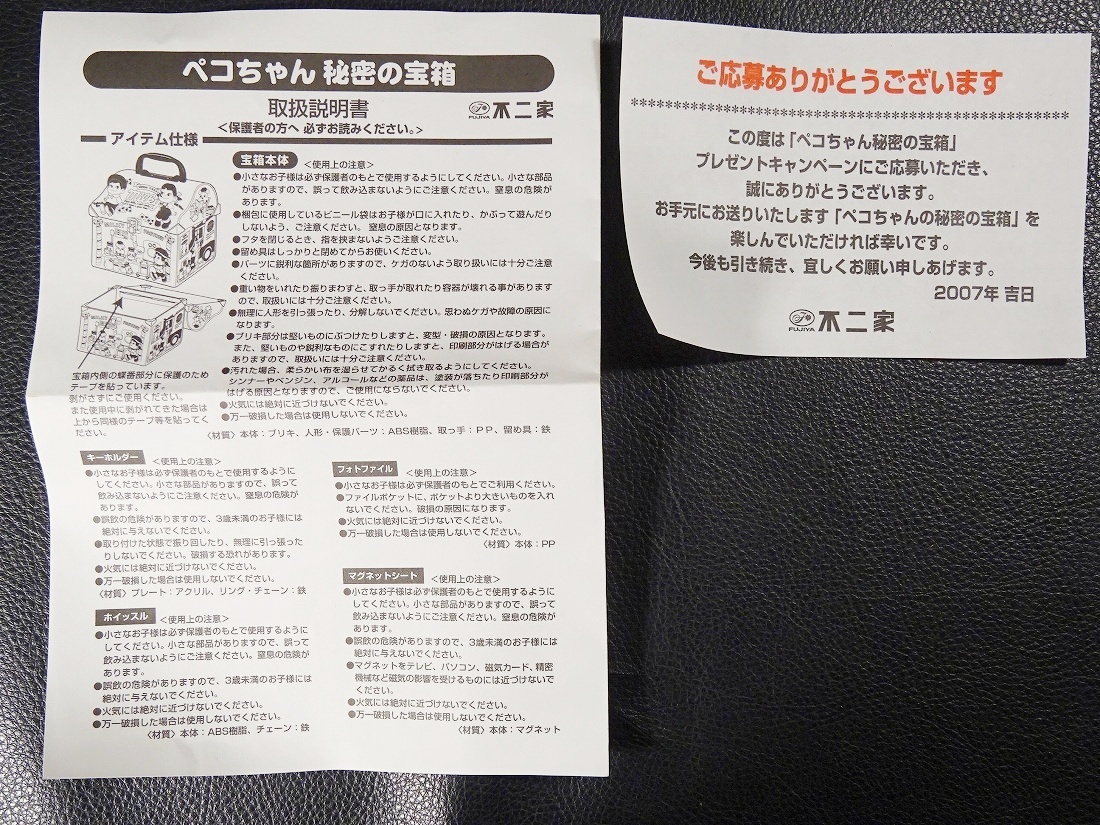 ペコちゃん 秘密の宝箱
取扱説明書
FUJIYA 不二家
＜保護者の方へ 必ずお読みください。＞
アイテム仕様
宝箱本体 ＜使用上の注意＞
●小さなお子様は必ず保護者のもとで使用するようにしてください。小さな部品
がありますので、誤って飲み込まないようにご注意ください。窒息の危険が
あります。
●梱包に使用しているビニール袋はお子様が口に入れたり、かぶって遊んだり
しないよう、ご注意ください。 窒息の原因となります。
●フタを閉じるとき、指を挟まないようご注意ください。
●留め具はしっかりと閉めてからお使いください。
●パーツに鋭利な箇所がありますので、ケガのないよう取り扱いには十分ご注意
ください。
●重い物をいれたり振りまわすと、取っ手が取れたり容器が壊れる事があります
ので、取扱いには十分ご注意ください。
●無理に人形を引っ張ったり、分解しないでください。思わぬケガや故障の原因に
なります。
●ブリキ部分は堅いものにぶつけたりしますと、変型・破損の原因となります。
また、堅いものや鋭利なものにこすれたりしますと、印刷部分がはげる場合が
ありますので、取扱いには十分ご注意ください。
●汚れた場合、柔らかい布を湿らせてかるく拭き取るようにしてください。
シンナーやベンジン、アルコールなどの薬品は、塗装が落ちたり印刷部分が
はげる原因となりますので、ご使用にならないでください。
●火気には絶対に近づけないでください。
●万一破損した場合は使用しないでください。
〈材質〉本体：ブリキ、人形・保護パーツ：ABS樹脂、取っ手：ＰＰ、留め具：鉄
宝箱内側の蝶番部分に保護のため
テープを貼っています。
剥がさずにご使用ください。
また使用中に剥がれてきた場合は
上から同様のテープ等を貼ってく
ださい。
キーホルダー ＜使用上の注意＞
●小さなお子様は必ず保護者のもとで使用するように
してください。小さな部品がありますので、誤って
飲み込まないようにご注意ください。窒息の危険が
あります。
●誤飲の危険がありますので、3歳未満のお子様には
絶対に与えないでください。
●取り付けた状態で振り回したり、無理に引っ張った
りしないでください。破損する恐れがあります。
●火気には絶対に近づけないでください。
●万一破損した場合は使用しないでください。
〈材質〉プレート：アクリル、リング・チェーン：鉄
ホイッスル ＜使用上の注意＞
●小さなお子様は必ず保護者のもとで使用するように
してください。小さな部品がありますので、誤って
飲み込まないようにご注意ください。窒息の危険が
あります。
●誤飲の危険がありますので、3歳未満のお子様には
絶対に与えないでください。
●火気には絶対に近づけないでください。
●万一破損した場合は使用しないでください。
〈材質〉本体：ABS樹脂、チェーン：鉄
フォトファイル ＜使用上の注意＞
●小さなお子様は必ず保護者のもとでご利用ください。
●ファイルポケットに、ポケットより大きいものを入れ
ないでください。破損の原因になります。
●火気には絶対に近づけないでください。
●万一破損した場合は使用しないでください。
〈材質〉本体：PP
マグネットシート ＜使用上の注意＞
●小さなお子様は必ず保護者のもとで使用するように
してください。小さな部品がありますので、誤って
飲み込まないようにご注意ください。窒息の危険が
あります。
●誤飲の危険がありますので、3歳未満のお子様には
絶対に与えないでください。
●マグネットをテレビ、パソコン、磁気カード、精密
機械など磁気の影響を受けるものには近づけないで
ください。
●火気には絶対に近づけないでください。
●万一破損した場合は使用しないでください。
〈材質〉本体：マグネット
ご応募ありがとうございます
この度は「ペコちゃん秘密の宝箱」
プレゼントキャンペーンにご応募いただき、
誠にありがとうございます。
お手元にお送りいたします「ペコちゃんの秘密の宝箱」を
楽しんでいただければ幸いです。
今後も引き続き、宜しくお願い申しあげます。
2007年 吉日
FUJIYA 不二家